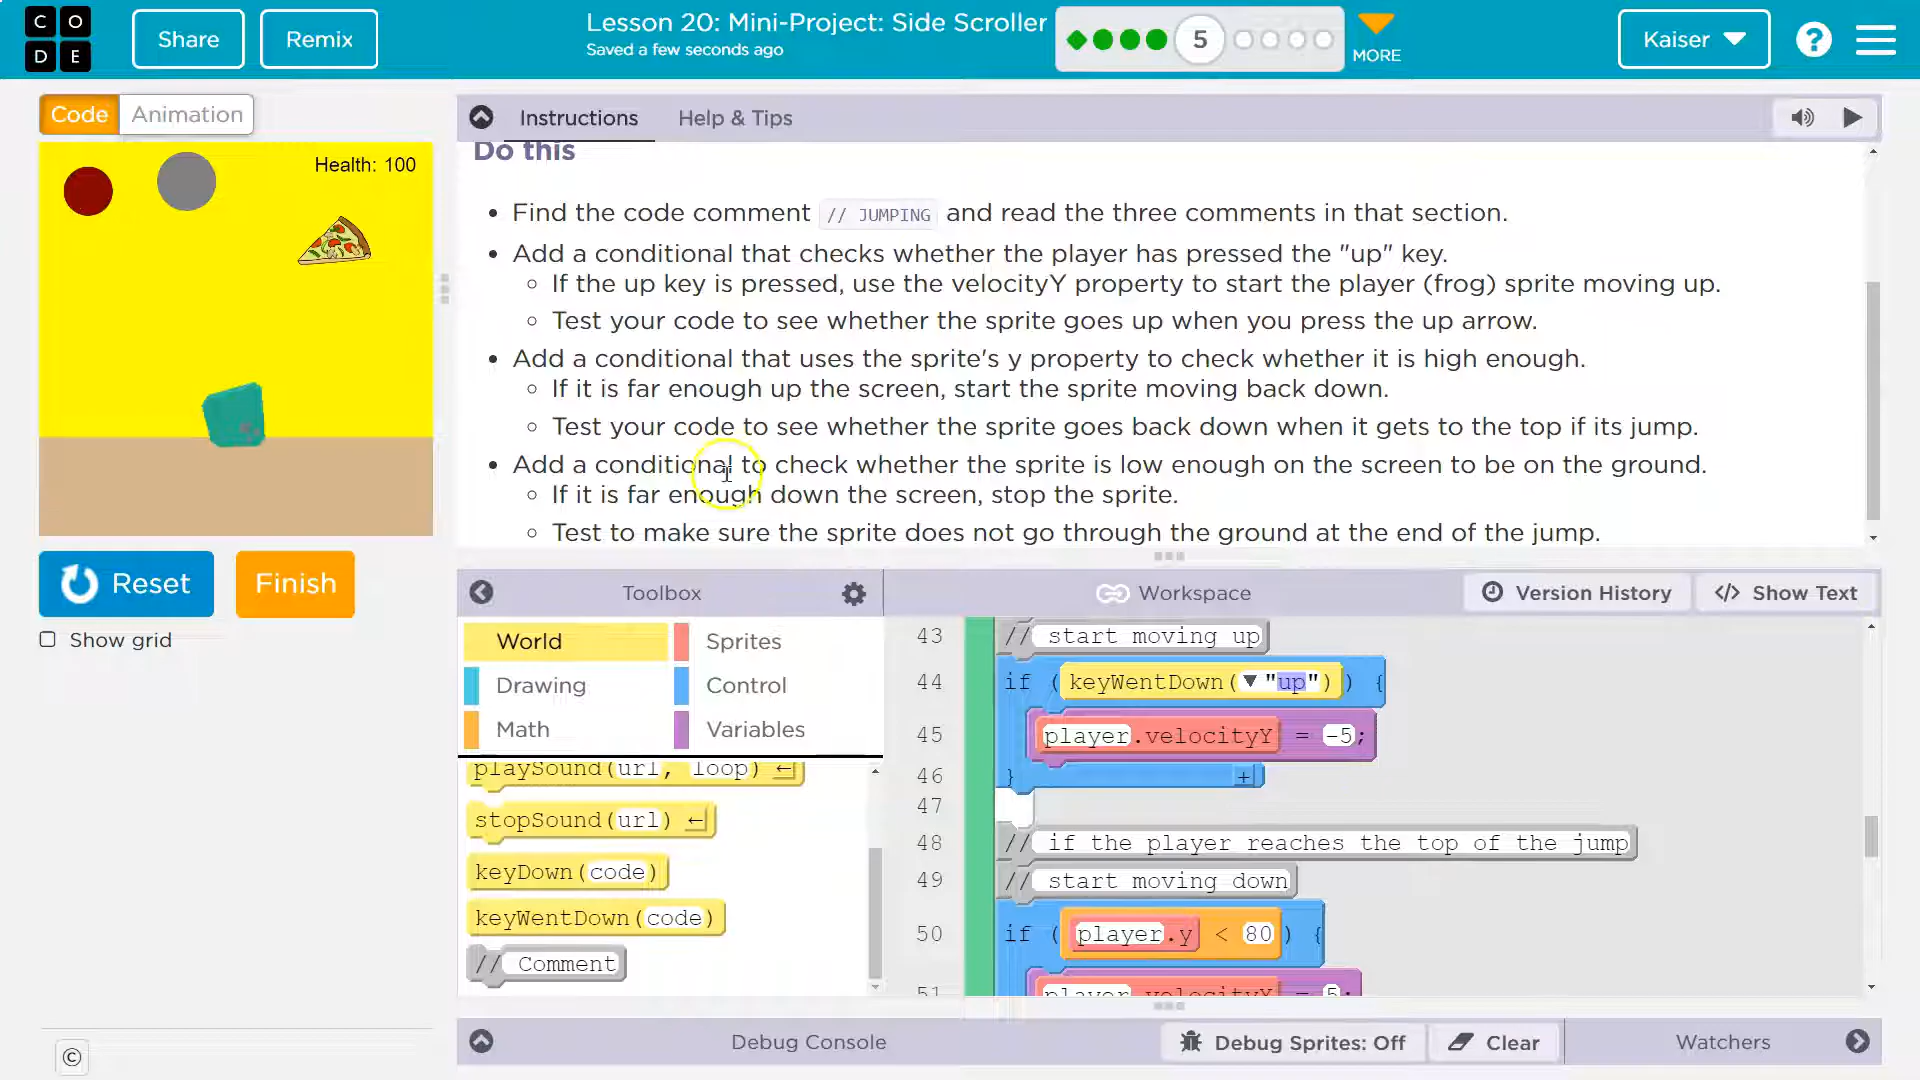 CO
DE
Share
Remix
Lesson 20: Mini-Project: Side Scroller
Saved a few seconds ago
5
MORE
Kaiser
?
Code
Animation
Instructions
Help & Tips
Health: 100
Do this
Find the code comment // JUMPING and read the three comments in that section.
Add a conditional that checks whether the player has pressed the "up" key.
If the up key is pressed, use the velocityY property to start the player (frog) sprite moving up.
Test your code to see whether the sprite goes up when you press the up arrow.
Add a conditional that uses the sprite's y property to check whether it is high enough.
If it is far enough up the screen, start the sprite moving back down.
Test your code to see whether the sprite goes back down when it gets to the top if its jump.
Add a conditional to check whether the sprite is low enough on the screen to be on the ground.
If it is far enough down the screen, stop the sprite.
Test to make sure the sprite does not go through the ground at the end of the jump.
Reset
Finish
Show grid
Toolbox
Workspace
Version History
</> Show Text
World
Sprites
Drawing
Control
Math
Variables
playSound(url, loop) ←
stopSound(url) ←
keyDown(code)
keyWentDown(code)
// Comment
43 // start moving up
44 if (keyWentDown(▼"up")) {
45 player.velocityY = -5;
46 } +
47
48 // if the player reaches the top of the jump
49 // start moving down
50 if (player.y < 80) {
51 player.velocityY = 5;
©
Debug Console
Debug Sprites: Off
Clear
Watchers